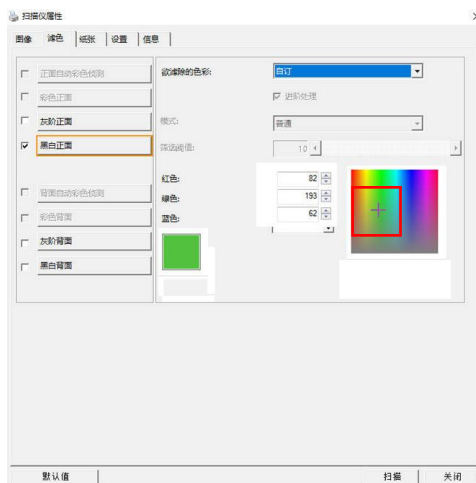 扫描仪属性
图像 滤色 纸张 设置 信息
正面自动彩色侦测
彩色正面
灰阶正面
黑白正面
背面自动彩色侦测
彩色背面
灰阶背面
黑白背面
欲滤除的色彩: 自订
进阶处理
模式: 普通
筛选阈值: 10
红色: 82
绿色: 193
蓝色: 62
默认值 扫描 关闭